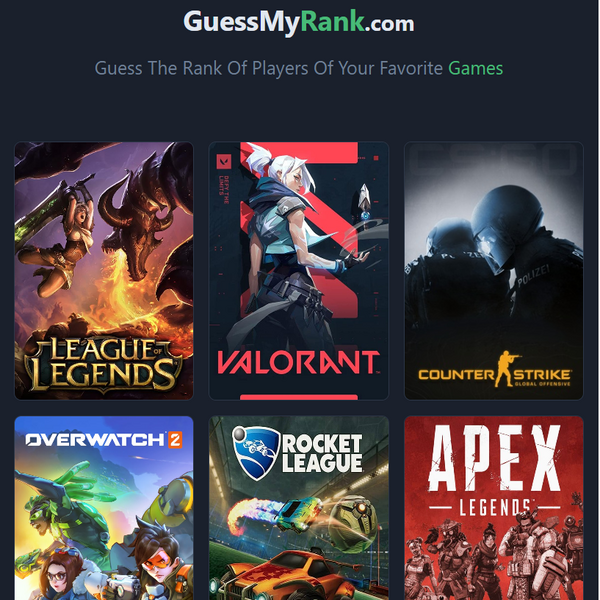 GuessMyRank.com
Guess The Rank Of Players Of Your Favorite Games
DEFY THE
LIMITS
POLIZEI
LEAGUE OF
LEGENDS
VALORANT
COUNTER STRIKE
GLOBAL OFFENSIVE
OVERWATCH 2
ROCKET
LEAGUE
APEX
LEGENDS